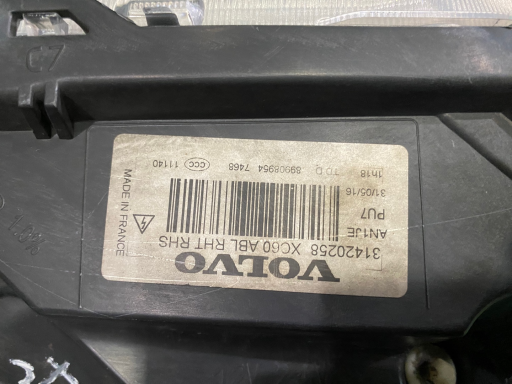 VOLVO
31420258 XC60 ABL RHT RHS
AN1JE
PU7
31/05/16
1h18 TD D 89908954 7468 CCC 11140
MADE IN FRANCE